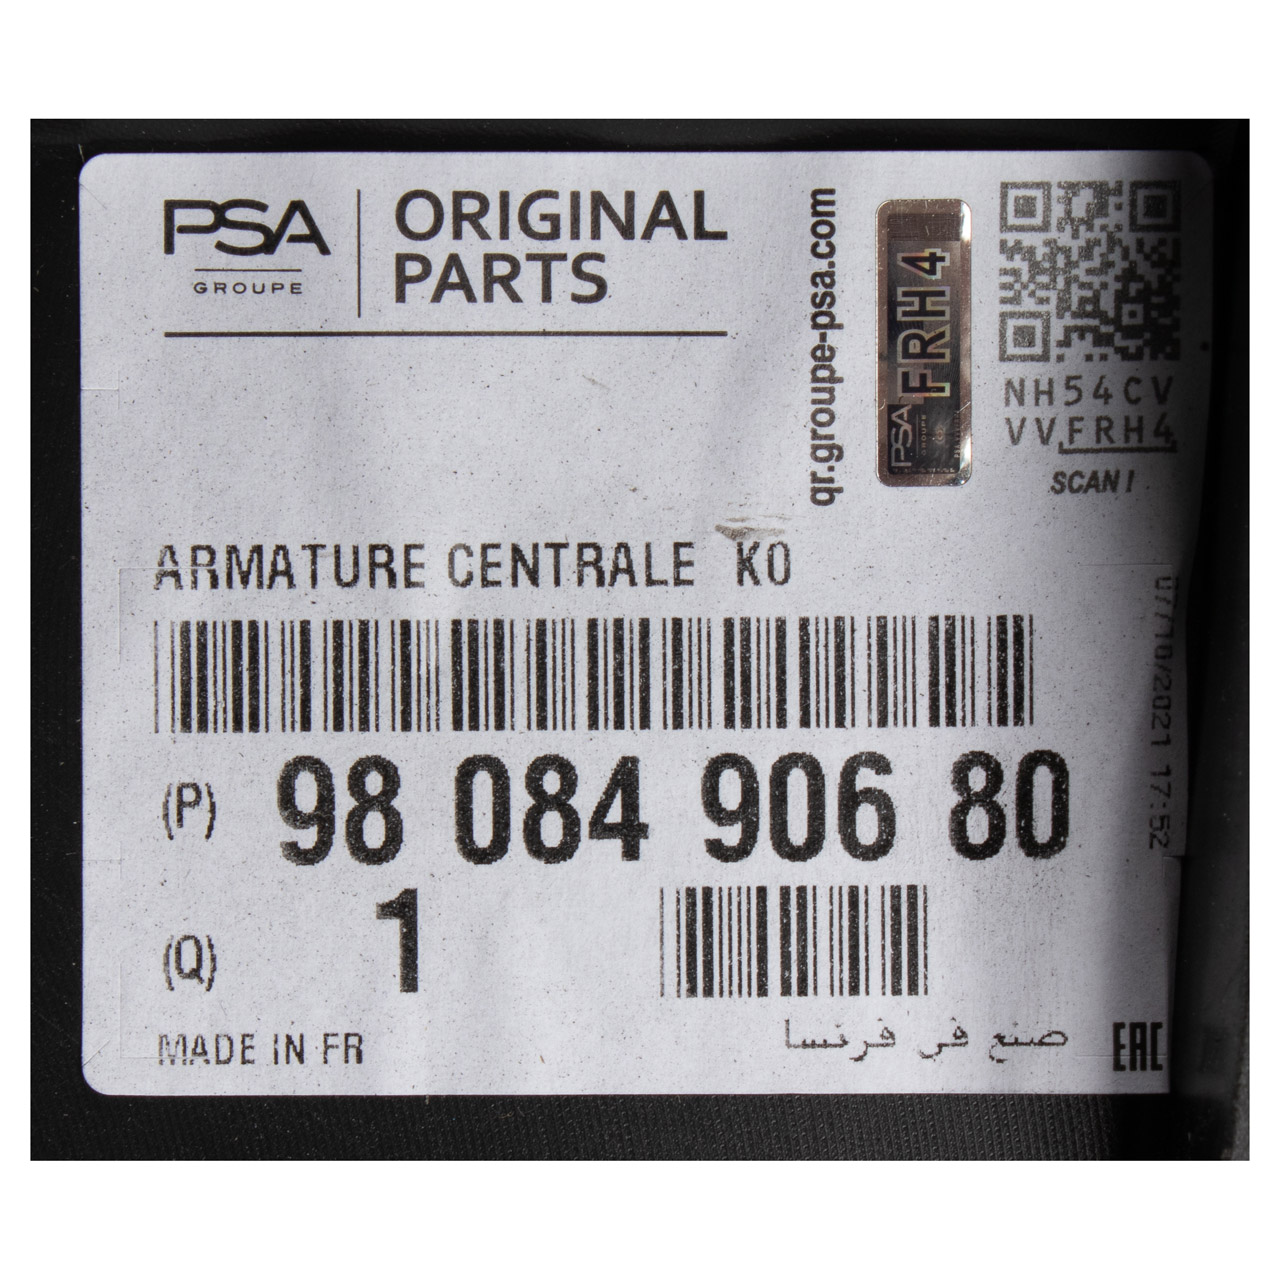 PSA
GROUPE
ORIGINAL
PARTS
qr.groupe-psa.com
FRH4
PSA
GROUPE
NH54CV
VVFRH4
SCAN !
ARMATURE CENTRALE K0
07/10/2021 17:52
(P) 98 084 906 80
(Q) 1
MADE IN FR
صنع في فرنسا
EAC